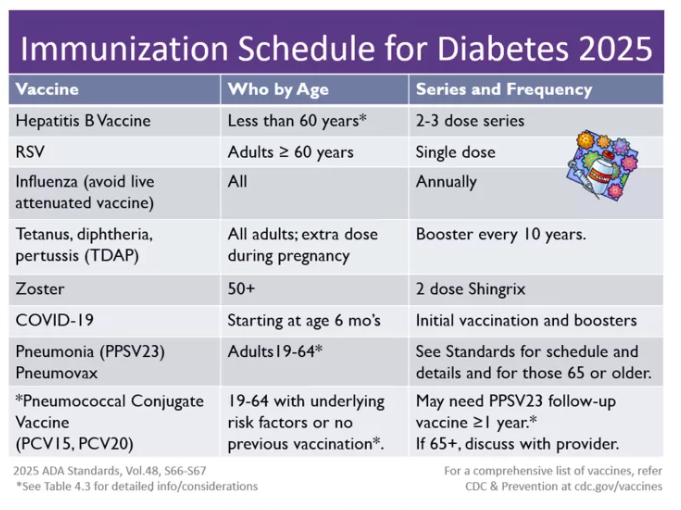 Immunization Schedule for Diabetes 2025
Vaccine Who by Age Series and Frequency
Hepatitis B Vaccine Less than 60 years* 2-3 dose series
RSV Adults ≥ 60 years Single dose
Influenza (avoid live All Annually
attenuated vaccine)
Tetanus, diphtheria, All adults; extra dose Booster every 10 years.
pertussis (TDAP) during pregnancy
Zoster 50+ 2 dose Shingrix
COVID-19 Starting at age 6 mo's Initial vaccination and boosters
Pneumonia (PPSV23) Adults19-64* See Standards for schedule and
Pneumovax details and for those 65 or older.
*Pneumococcal Conjugate 19-64 with underlying May need PPSV23 follow-up
Vaccine risk factors or no vaccine ≥1 year.*
(PCV15, PCV20) previous vaccination*. If 65+, discuss with provider.
2025 ADA Standards, Vol.48, S66-S67 For a comprehensive list of vaccines, refer
*See Table 4.3 for detailed info/considerations CDC & Prevention at cdc.gov/vaccines